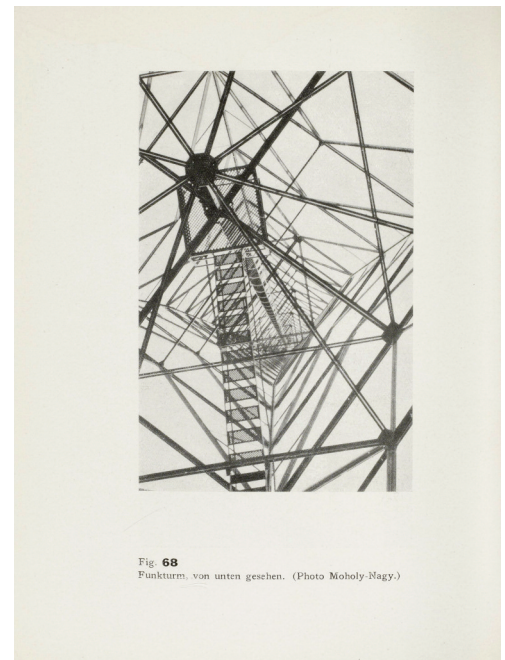 Fig. 68
Funkturm, von unten gesehen. (Photo Moholy-Nagy.)